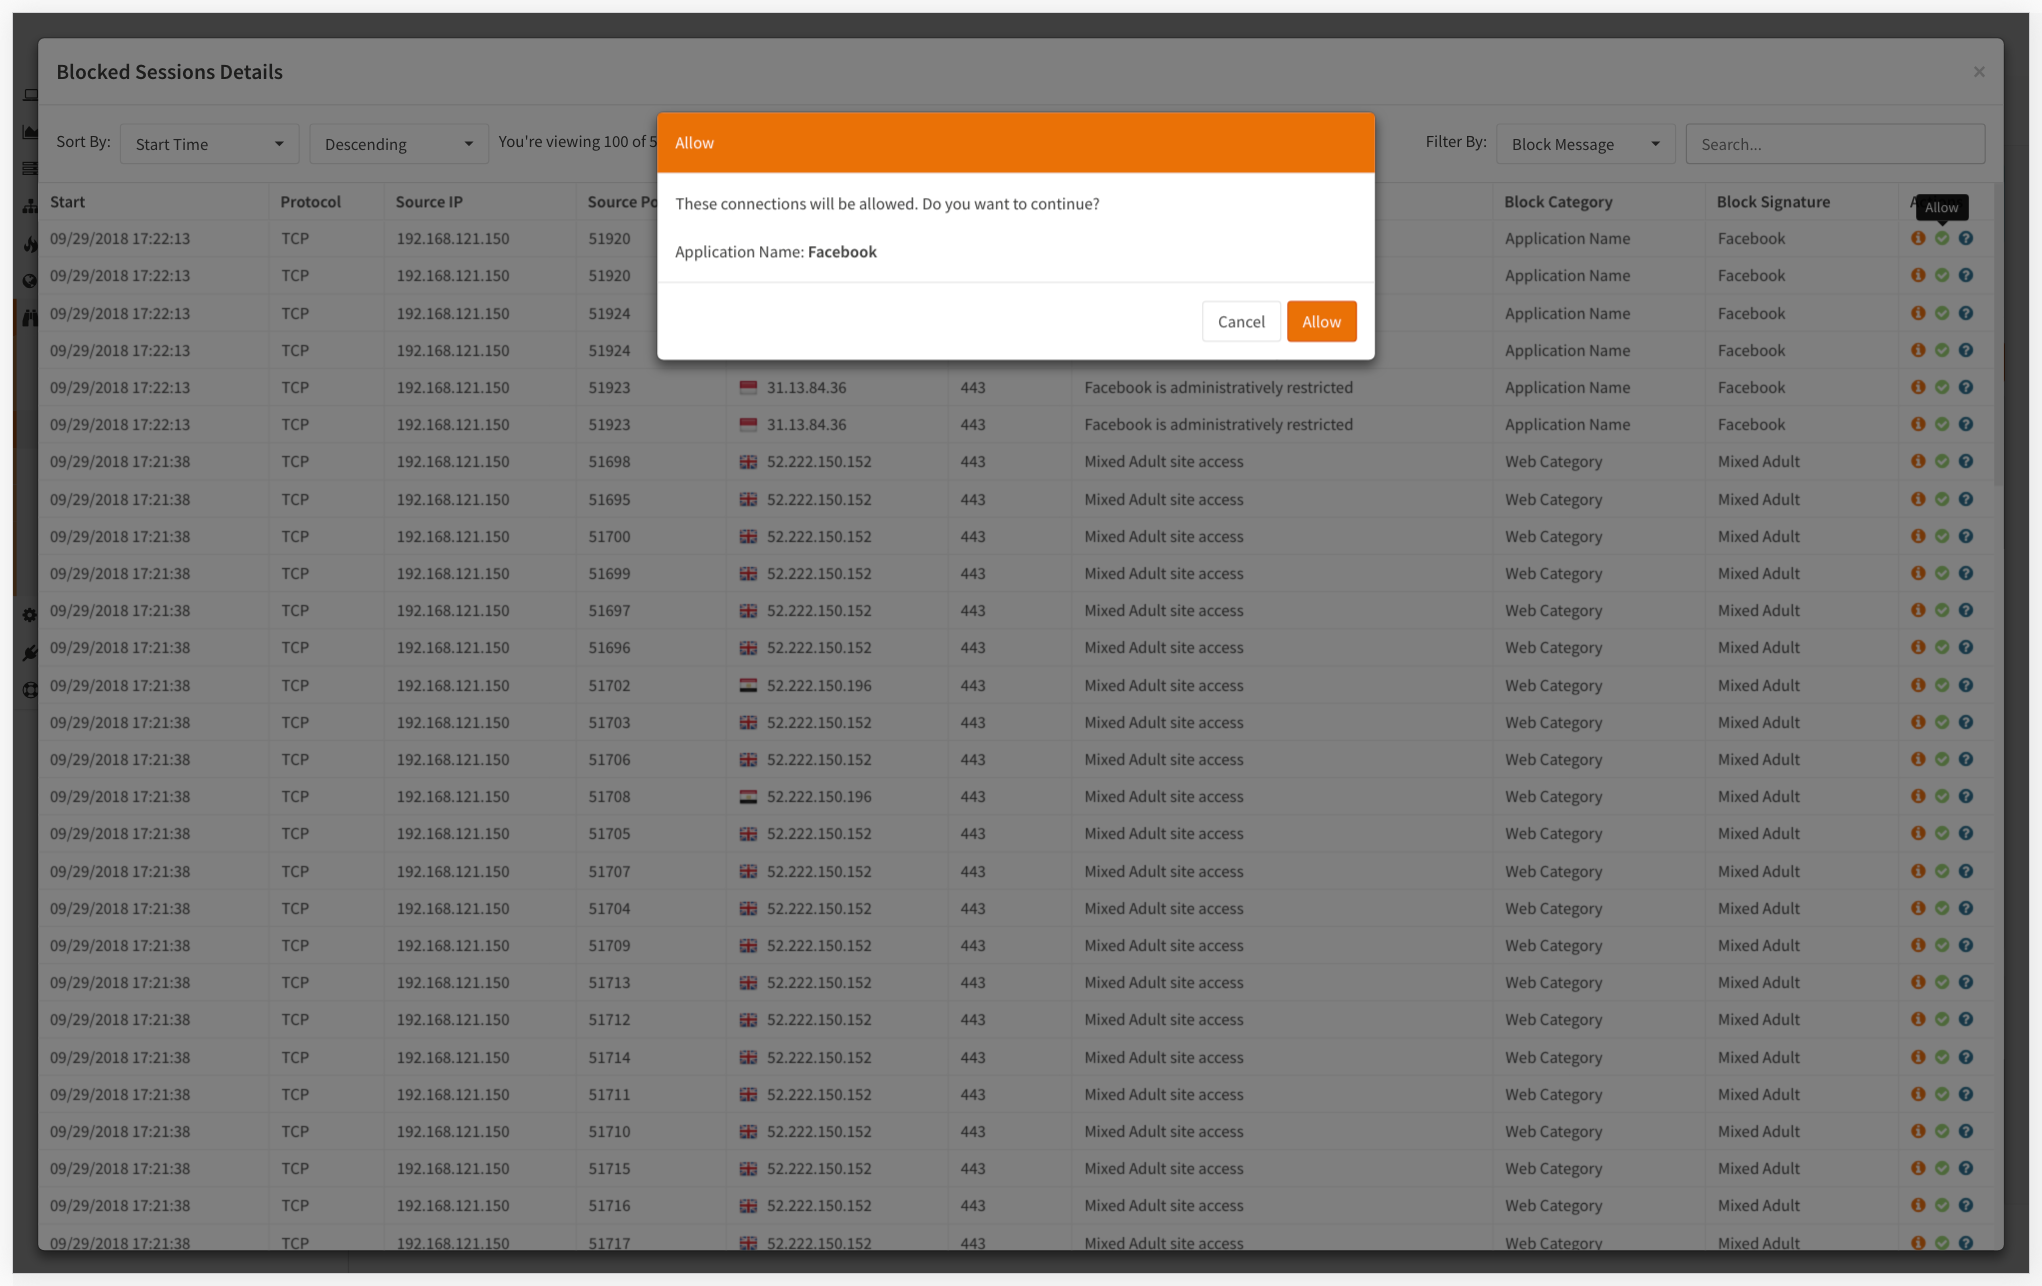 Blocked Sessions Details ×
Sort By: Start Time Descending You're viewing 100 of 5 Filter By: Block Message Search...
Allow
These connections will be allowed. Do you want to continue?
Application Name: Facebook
Cancel Allow
Start Protocol Source IP Source Po Block Category Block Signature
Allow
09/29/2018 17:22:13 TCP 192.168.121.150 51920 Application Name Facebook
09/29/2018 17:22:13 TCP 192.168.121.150 51920 Application Name Facebook
09/29/2018 17:22:13 TCP 192.168.121.150 51924 Application Name Facebook
09/29/2018 17:22:13 TCP 192.168.121.150 51924 Application Name Facebook
09/29/2018 17:22:13 TCP 192.168.121.150 51923 31.13.84.36 443 Facebook is administratively restricted Application Name Facebook
09/29/2018 17:22:13 TCP 192.168.121.150 51923 31.13.84.36 443 Facebook is administratively restricted Application Name Facebook
09/29/2018 17:21:38 TCP 192.168.121.150 51698 52.222.150.152 443 Mixed Adult site access Web Category Mixed Adult
09/29/2018 17:21:38 TCP 192.168.121.150 51695 52.222.150.152 443 Mixed Adult site access Web Category Mixed Adult
09/29/2018 17:21:38 TCP 192.168.121.150 51700 52.222.150.152 443 Mixed Adult site access Web Category Mixed Adult
09/29/2018 17:21:38 TCP 192.168.121.150 51699 52.222.150.152 443 Mixed Adult site access Web Category Mixed Adult
09/29/2018 17:21:38 TCP 192.168.121.150 51697 52.222.150.152 443 Mixed Adult site access Web Category Mixed Adult
09/29/2018 17:21:38 TCP 192.168.121.150 51696 52.222.150.152 443 Mixed Adult site access Web Category Mixed Adult
09/29/2018 17:21:38 TCP 192.168.121.150 51702 52.222.150.196 443 Mixed Adult site access Web Category Mixed Adult
09/29/2018 17:21:38 TCP 192.168.121.150 51703 52.222.150.152 443 Mixed Adult site access Web Category Mixed Adult
09/29/2018 17:21:38 TCP 192.168.121.150 51706 52.222.150.152 443 Mixed Adult site access Web Category Mixed Adult
09/29/2018 17:21:38 TCP 192.168.121.150 51708 52.222.150.196 443 Mixed Adult site access Web Category Mixed Adult
09/29/2018 17:21:38 TCP 192.168.121.150 51705 52.222.150.152 443 Mixed Adult site access Web Category Mixed Adult
09/29/2018 17:21:38 TCP 192.168.121.150 51707 52.222.150.152 443 Mixed Adult site access Web Category Mixed Adult
09/29/2018 17:21:38 TCP 192.168.121.150 51704 52.222.150.152 443 Mixed Adult site access Web Category Mixed Adult
09/29/2018 17:21:38 TCP 192.168.121.150 51709 52.222.150.152 443 Mixed Adult site access Web Category Mixed Adult
09/29/2018 17:21:38 TCP 192.168.121.150 51713 52.222.150.152 443 Mixed Adult site access Web Category Mixed Adult
09/29/2018 17:21:38 TCP 192.168.121.150 51712 52.222.150.152 443 Mixed Adult site access Web Category Mixed Adult
09/29/2018 17:21:38 TCP 192.168.121.150 51714 52.222.150.152 443 Mixed Adult site access Web Category Mixed Adult
09/29/2018 17:21:38 TCP 192.168.121.150 51711 52.222.150.152 443 Mixed Adult site access Web Category Mixed Adult
09/29/2018 17:21:38 TCP 192.168.121.150 51710 52.222.150.152 443 Mixed Adult site access Web Category Mixed Adult
09/29/2018 17:21:38 TCP 192.168.121.150 51715 52.222.150.152 443 Mixed Adult site access Web Category Mixed Adult
09/29/2018 17:21:38 TCP 192.168.121.150 51716 52.222.150.152 443 Mixed Adult site access Web Category Mixed Adult
09/29/2018 17:21:38 TCP 192.168.121.150 51717 52.222.150.152 443 Mixed Adult site access Web Category Mixed Adult